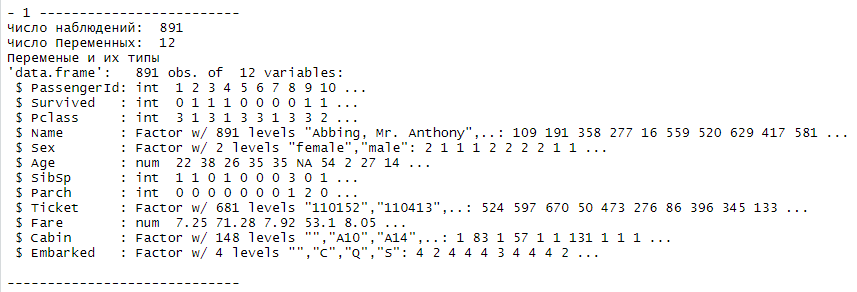 - 1 -------------------------
Число наблюдений:  891
Число Переменных:  12
Переменые и их типы
'data.frame':   891 obs. of  12 variables:
 $ PassengerId: int  1 2 3 4 5 6 7 8 9 10 ...
 $ Survived   : int  0 1 1 1 0 0 0 0 1 1 ...
 $ Pclass     : int  3 1 3 1 3 3 1 3 3 2 ...
 $ Name       : Factor w/ 891 levels "Abbing, Mr. Anthony",..: 109 191 358 277 16 559 520 629 417 581 ...
 $ Sex        : Factor w/ 2 levels "female","male": 2 1 1 1 2 2 2 2 1 1 ...
 $ Age        : num  22 38 26 35 35 NA 54 2 27 14 ...
 $ SibSp      : int  1 1 0 1 0 0 0 3 0 1 ...
 $ Parch      : int  0 0 0 0 0 0 0 1 2 0 ...
 $ Ticket     : Factor w/ 681 levels "110152","110413",..: 524 597 670 50 473 276 86 396 345 133 ...
 $ Fare       : num  7.25 71.28 7.92 53.1 8.05 ...
 $ Cabin      : Factor w/ 148 levels "","A10","A14",..: 1 83 1 57 1 1 131 1 1 1 ...
 $ Embarked   : Factor w/ 4 levels "","C","Q","S": 4 2 4 4 4 3 4 4 4 2 ...
-----------------------------